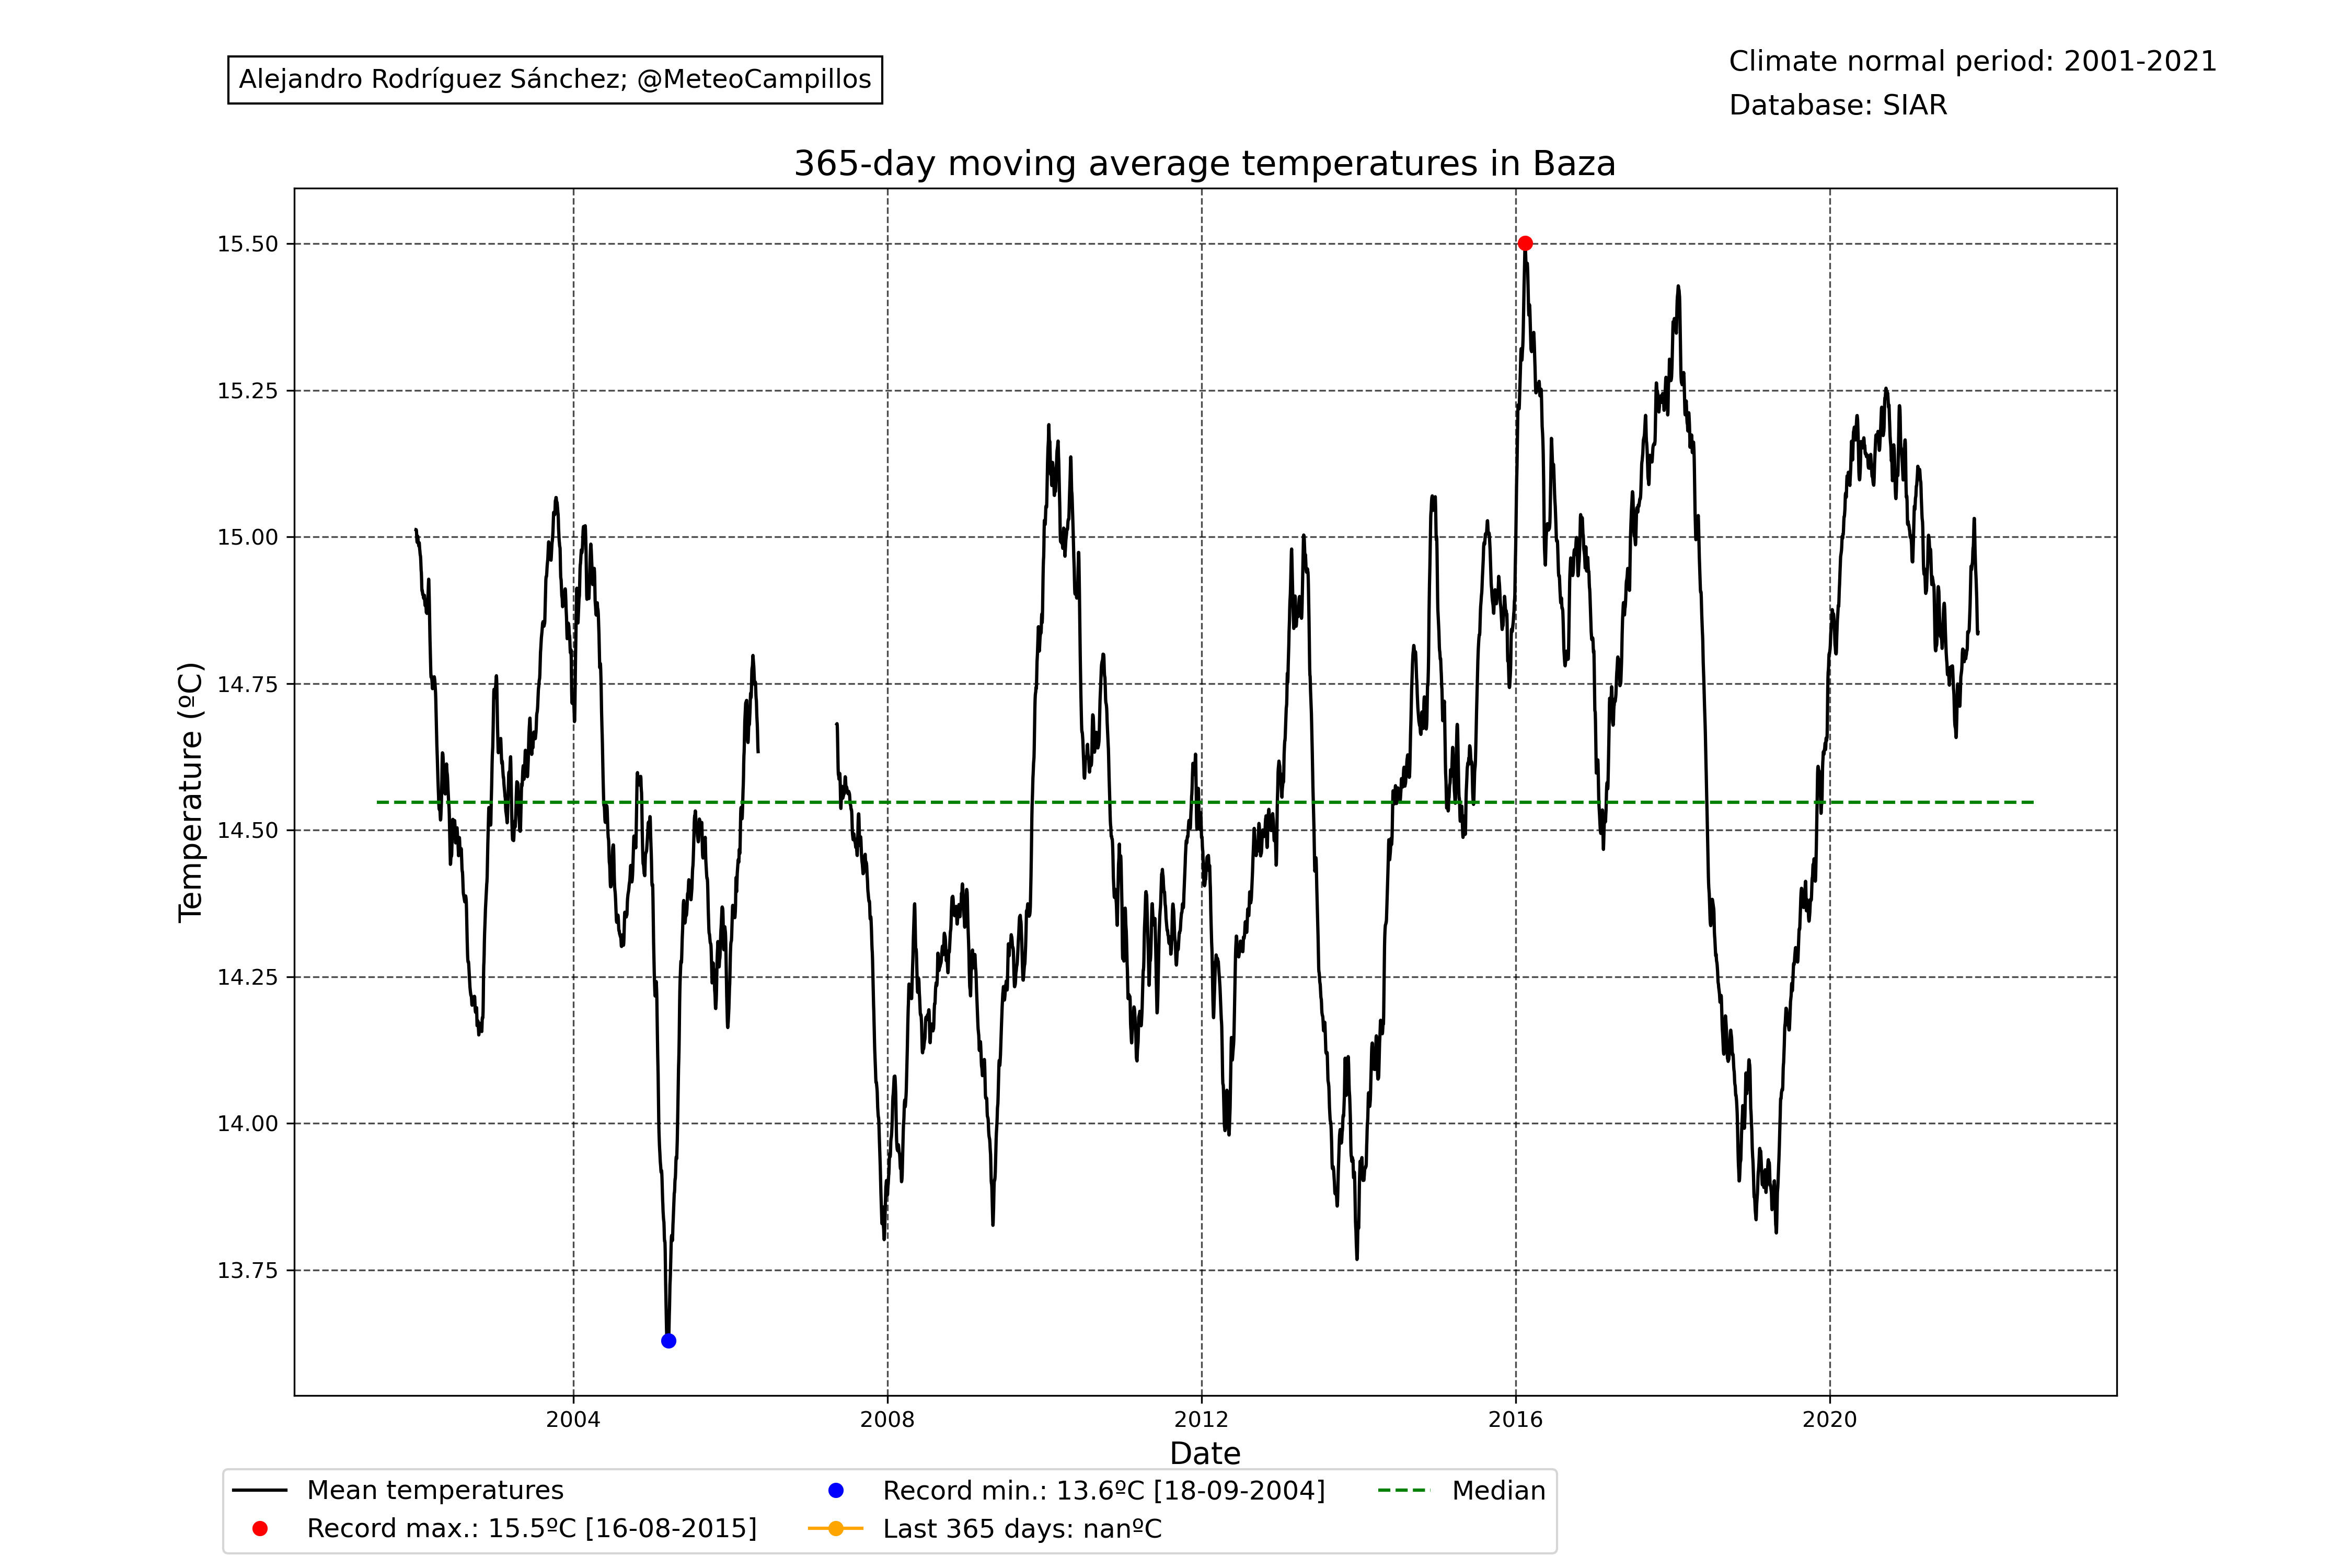 Alejandro Rodríguez Sánchez; @MeteoCampillos
Climate normal period: 2001-2021
Database: SIAR
365-day moving average temperatures in Baza
Temperature (ºC)
15.50
15.25
15.00
14.75
14.50
14.25
14.00
13.75
2004 2008 2012 2016 2020
Date
Mean temperatures
Record max.: 15.5ºC [16-08-2015]
Record min.: 13.6ºC [18-09-2004]
Last 365 days: nanºC
Median